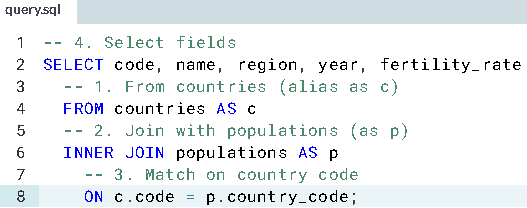 query.sql
1 -- 4. Select fields
2 SELECT code, name, region, year, fertility_rate
3 -- 1. From countries (alias as c)
4 FROM countries AS c
5 -- 2. Join with populations (as p)
6 INNER JOIN populations AS p
7 -- 3. Match on country code
8 ON c.code = p.country_code;